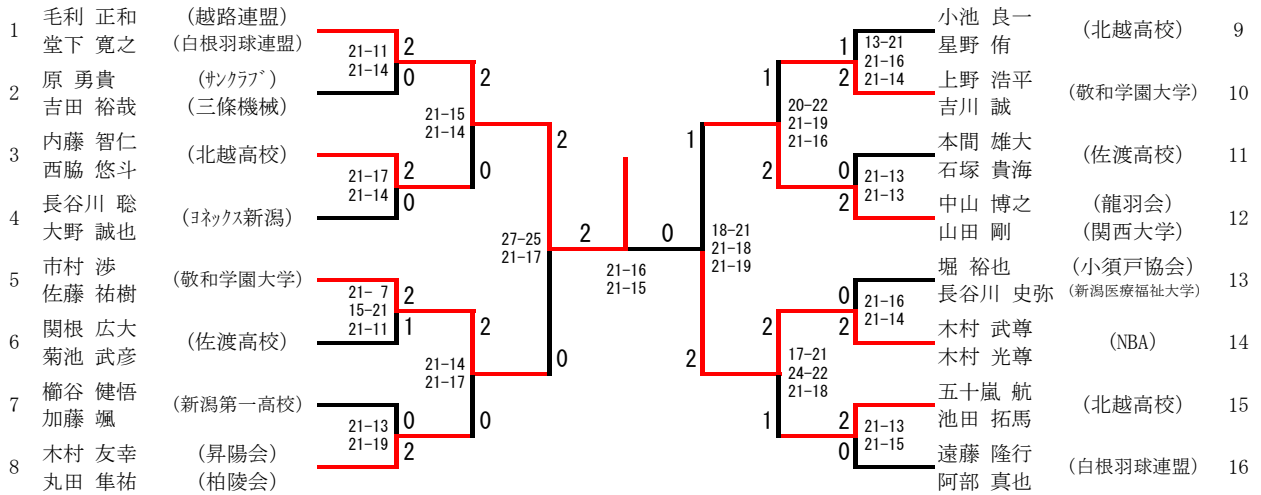 1 毛利 正和 (越路連盟)
堂下 寛之 (白根羽球連盟)
2 原 勇貴 (ｻﾝｸﾗﾌﾞ)
吉田 裕哉 (三條機械)
3 内藤 智仁 (北越高校)
西脇 悠斗
4 長谷川 聡 (ﾖﾈｯｸｽ新潟)
大野 誠也
5 市村 渉 (敬和学園大学)
佐藤 祐樹
6 関根 広大 (佐渡高校)
菊池 武彦
7 櫛谷 健悟 (新潟第一高校)
加藤 颯
8 木村 友幸 (昇陽会)
丸田 隼祐 (柏陵会)
21-11 2
21-14 0
21-17 2
21-14 0
21- 7 2
15-21
21-11 1
21-13 0
21-19 2
2
21-15
21-14
0
2
21-14
21-17
0
2
27-25
21-17
0
2 0
21-16
21-15
1
18-21
21-18
21-19
2
1
20-22
21-19
21-16
2
2
17-21
24-22
21-18
1
1 13-21
21-16
2 21-14
0 21-13
21-13
2
0 21-16
2 21-14
2 21-13
21-15
0
小池 良一 (北越高校) 9
星野 侑
上野 浩平 (敬和学園大学) 10
吉川 誠
本間 雄大 (佐渡高校) 11
石塚 貴海
中山 博之 (龍羽会) 12
山田 剛 (関西大学)
堀 裕也 (小須戸協会) 13
長谷川 史弥 (新潟医療福祉大学)
木村 武尊 (NBA) 14
木村 光尊
五十嵐 航 (北越高校) 15
池田 拓馬
遠藤 隆行 (白根羽球連盟) 16
阿部 真也